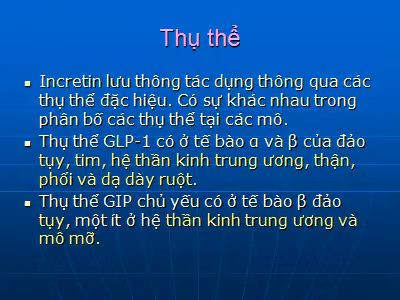 Thụ thể
Incretin lưu thông tác dụng thông qua các
thụ thể đặc hiệu. Có sự khác nhau trong
phân bố các thụ thể tại các mô.
Thụ thể GLP-1 có ở tế bào α và β của đảo
tụy, tim, hệ thần kinh trung ương, thận,
phổi và dạ dày ruột.
Thụ thể GIP chủ yếu có ở tế bào β đảo
tụy, một ít ở hệ thần kinh trung ương và
mô mỡ.